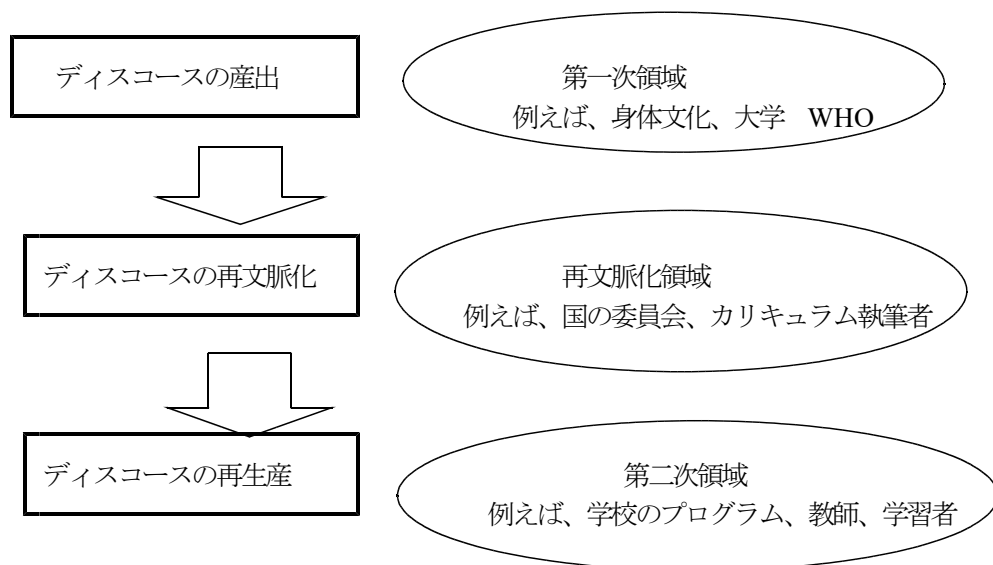 ディスコースの産出
第一次領域
例えば、身体文化、大学　WHO
ディスコースの再文脈化
再文脈化領域
例えば、国の委員会、カリキュラム執筆者
ディスコースの再生産
第二次領域
例えば、学校のプログラム、教師、学習者